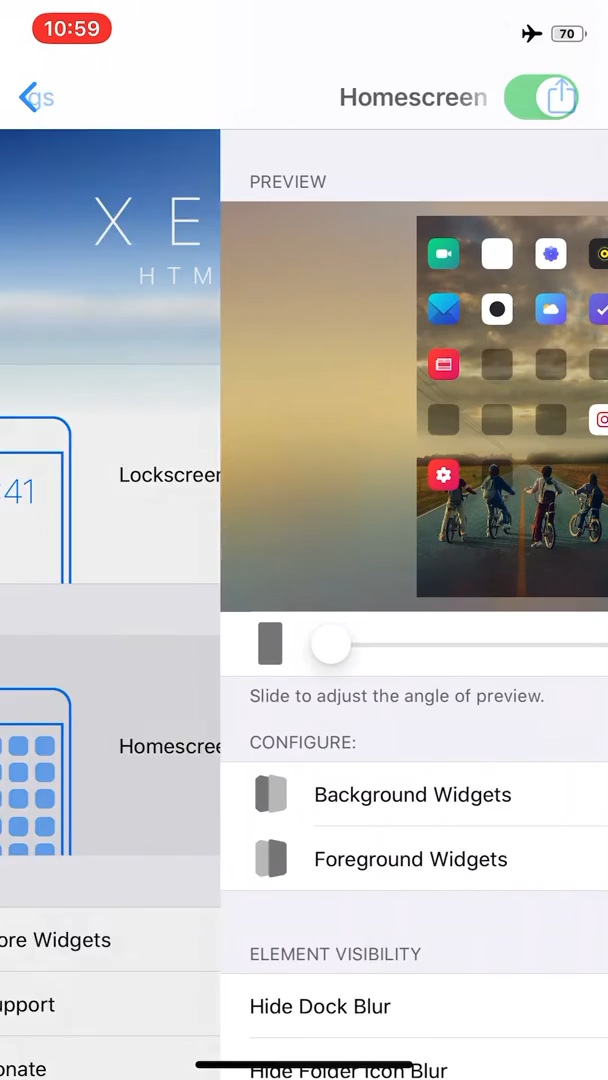 10:59
70
gs
Homescreen
PREVIEW
X E
H T M
:41
Lockscreen
Slide to adjust the angle of preview.
CONFIGURE:
Homescree
Background Widgets
Foreground Widgets
ore Widgets
ELEMENT VISIBILITY
upport
Hide Dock Blur
onate
Hide Folder Icon Blur